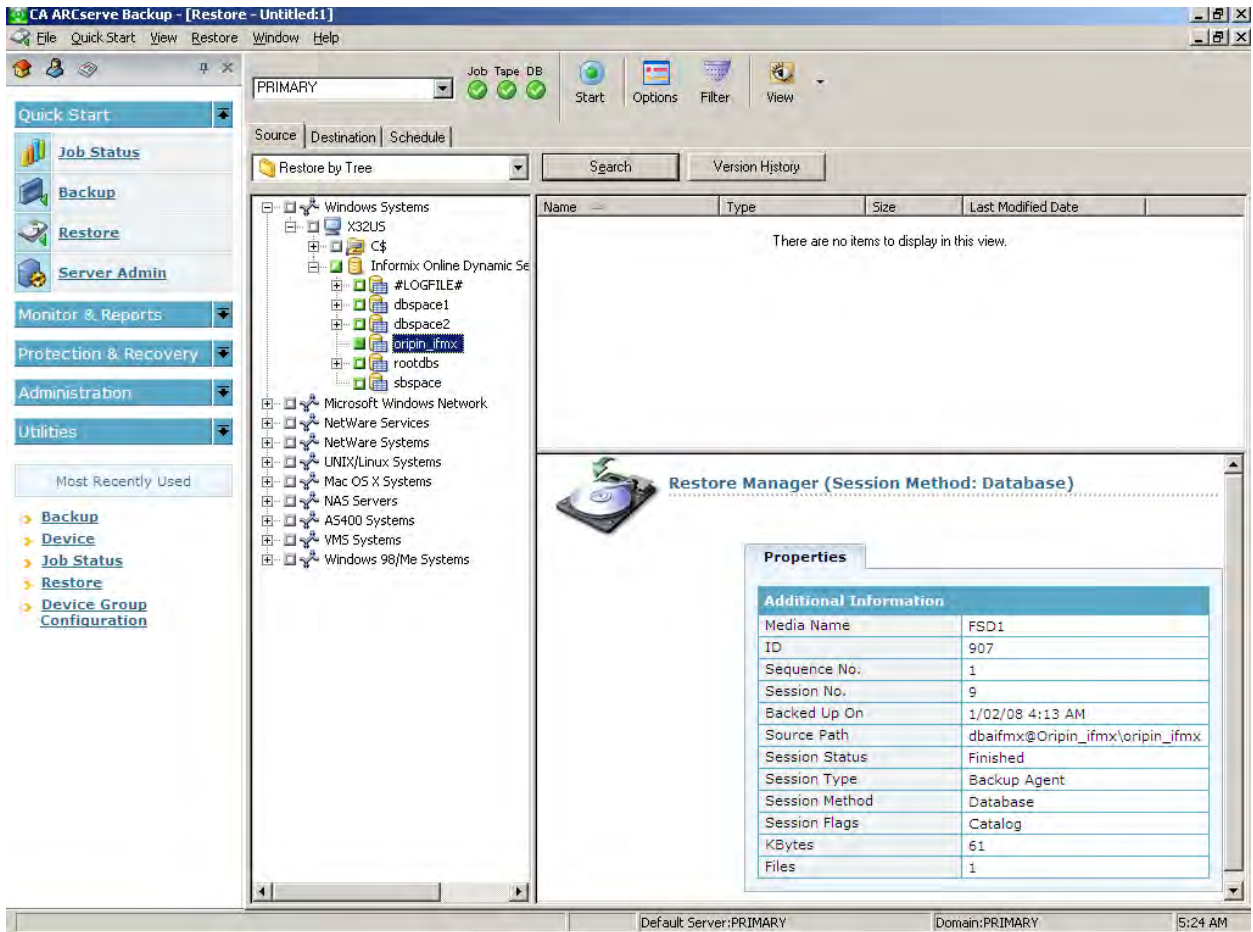 CA ARCserve Backup - [Restore - Untitled:1]
File Quick Start View Restore Window Help
PRIMARY
Job Tape DB
Start Options Filter View
Quick Start
Job Status
Backup
Restore
Server Admin
Monitor & Reports
Protection & Recovery
Administration
Utilities
Most Recently Used
Backup
Device
Job Status
Restore
Device Group
Configuration
Source Destination Schedule
Restore by Tree
Search Version History
Windows Systems
X32US
C$
Informix Online Dynamic Se
#LOGFILE#
dbspace1
dbspace2
oripin_ifmx
rootdbs
sbspace
Microsoft Windows Network
NetWare Services
NetWare Systems
UNIX/Linux Systems
Mac OS X Systems
NAS Servers
AS400 Systems
VMS Systems
Windows 98/Me Systems
Name Type Size Last Modified Date
There are no items to display in this view.
Restore Manager (Session Method: Database)
Properties
Additional Information
Media Name FSD1
ID 907
Sequence No. 1
Session No. 9
Backed Up On 1/02/08 4:13 AM
Source Path dbaifmx@Oripin_ifmx\oripin_ifmx
Session Status Finished
Session Type Backup Agent
Session Method Database
Session Flags Catalog
KBytes 61
Files 1
Default Server:PRIMARY Domain:PRIMARY 5:24 AM